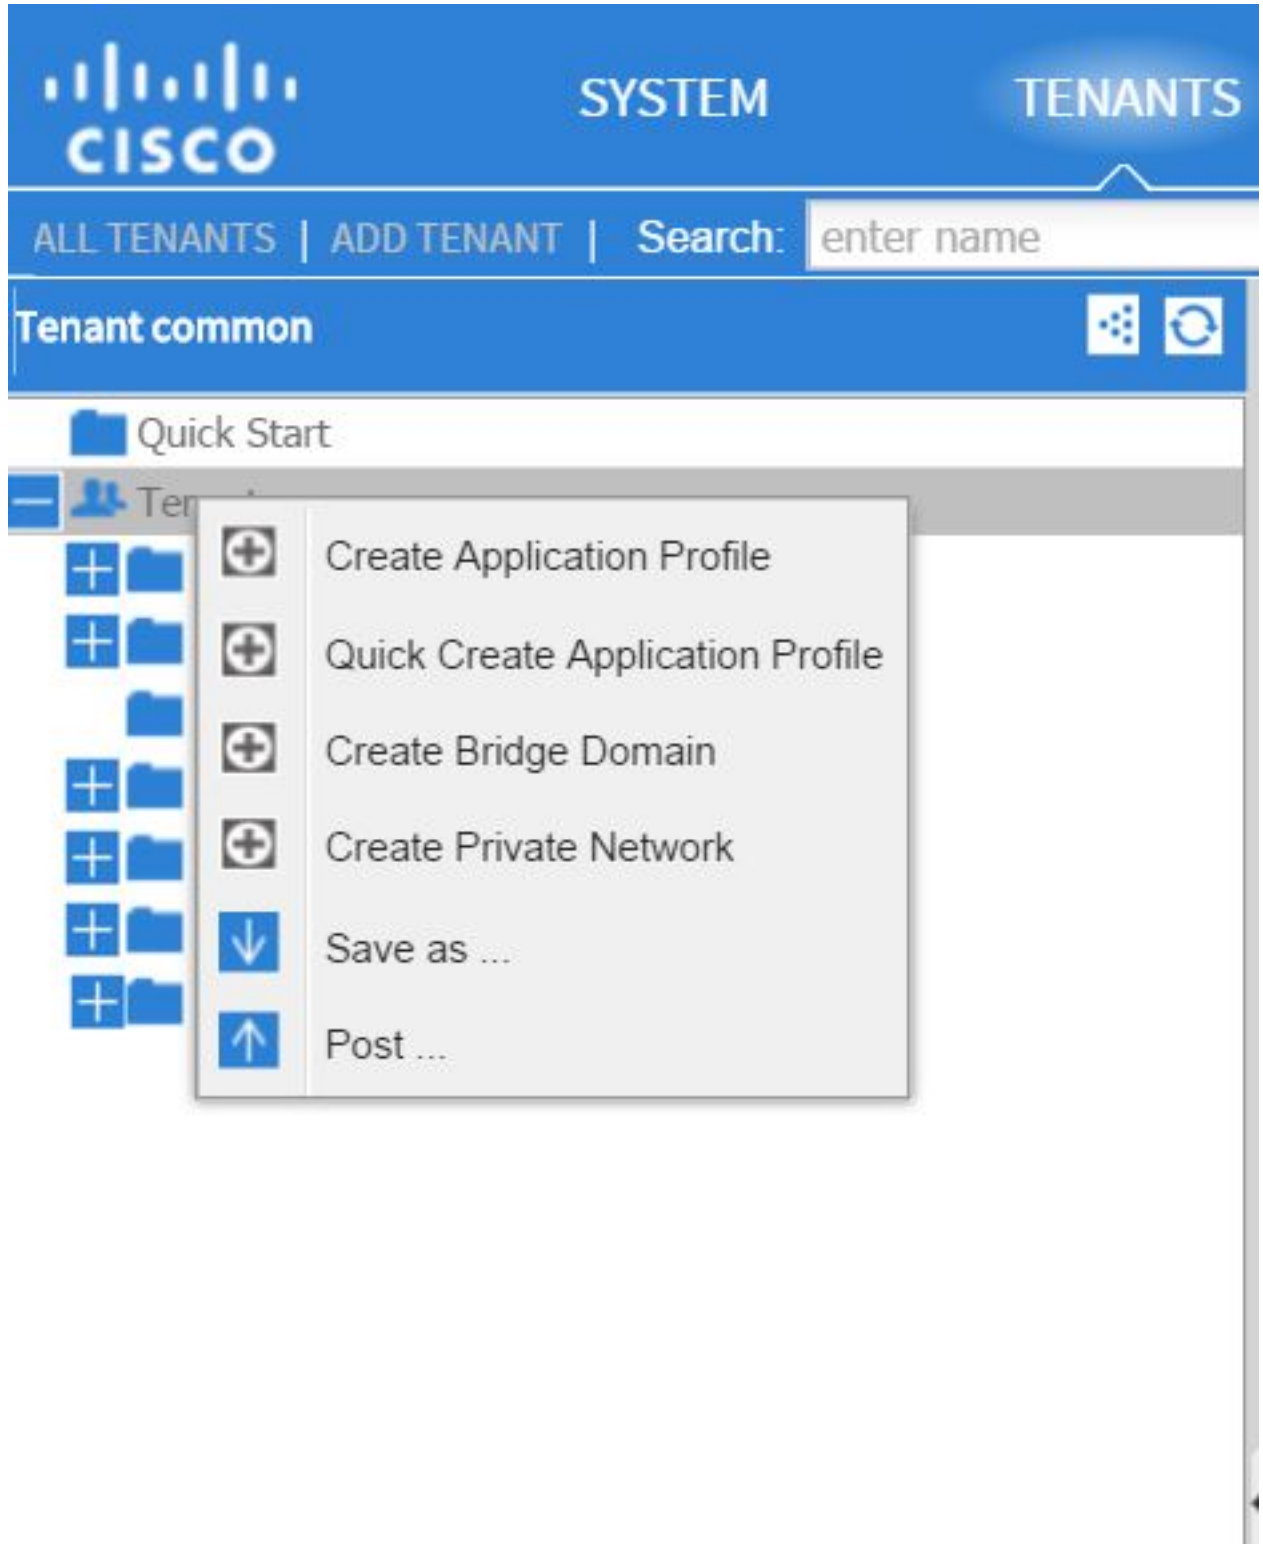 CISCO
SYSTEM
TENANTS
ALL TENANTS | ADD TENANT | Search: enter name
Tenant common
Quick Start
Create Application Profile
Quick Create Application Profile
Create Bridge Domain
Create Private Network
Save as ...
Post ...